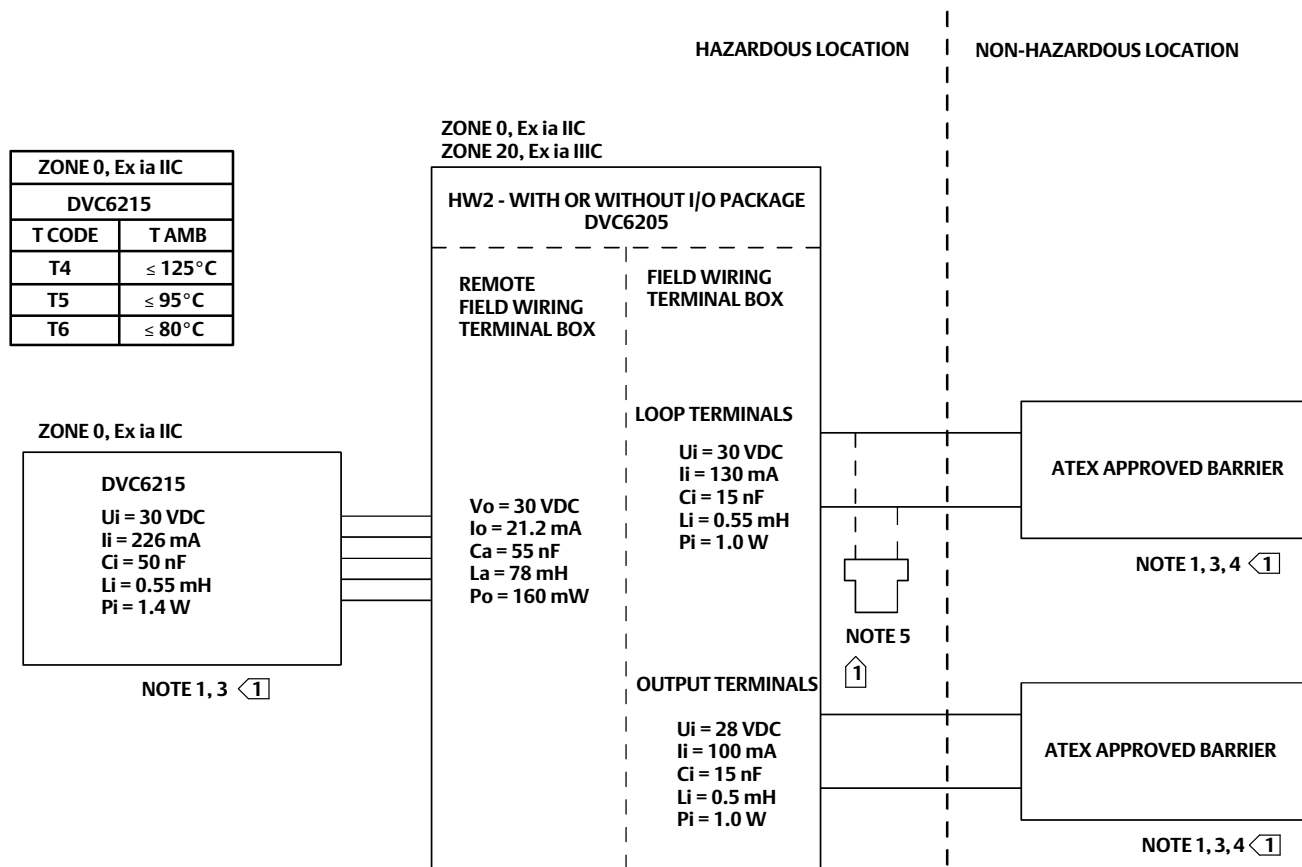 HAZARDOUS LOCATION
NON-HAZARDOUS LOCATION
ZONE 0, Ex ia IIC
DVC6215
T CODE T AMB
T4 ≤ 125°C
T5 ≤ 95°C
T6 ≤ 80°C
ZONE 0, Ex ia IIC
ZONE 20, Ex ia IIIC
HW2 - WITH OR WITHOUT I/O PACKAGE
DVC6205
REMOTE
FIELD WIRING
TERMINAL BOX
FIELD WIRING
TERMINAL BOX
ZONE 0, Ex ia IIC
DVC6215
Ui = 30 VDC
Ii = 226 mA
Ci = 50 nF
Li = 0.55 mH
Pi = 1.4 W
NOTE 1, 3 1
Vo = 30 VDC
Io = 21.2 mA
Ca = 55 nF
La = 78 mH
Po = 160 mW
LOOP TERMINALS
Ui = 30 VDC
Ii = 130 mA
Ci = 15 nF
Li = 0.55 mH
Pi = 1.0 W
NOTE 5
1
ATEX APPROVED BARRIER
NOTE 1, 3, 4 1
OUTPUT TERMINALS
Ui = 28 VDC
Ii = 100 mA
Ci = 15 nF
Li = 0.5 mH
Pi = 1.0 W
ATEX APPROVED BARRIER
NOTE 1, 3, 4 1